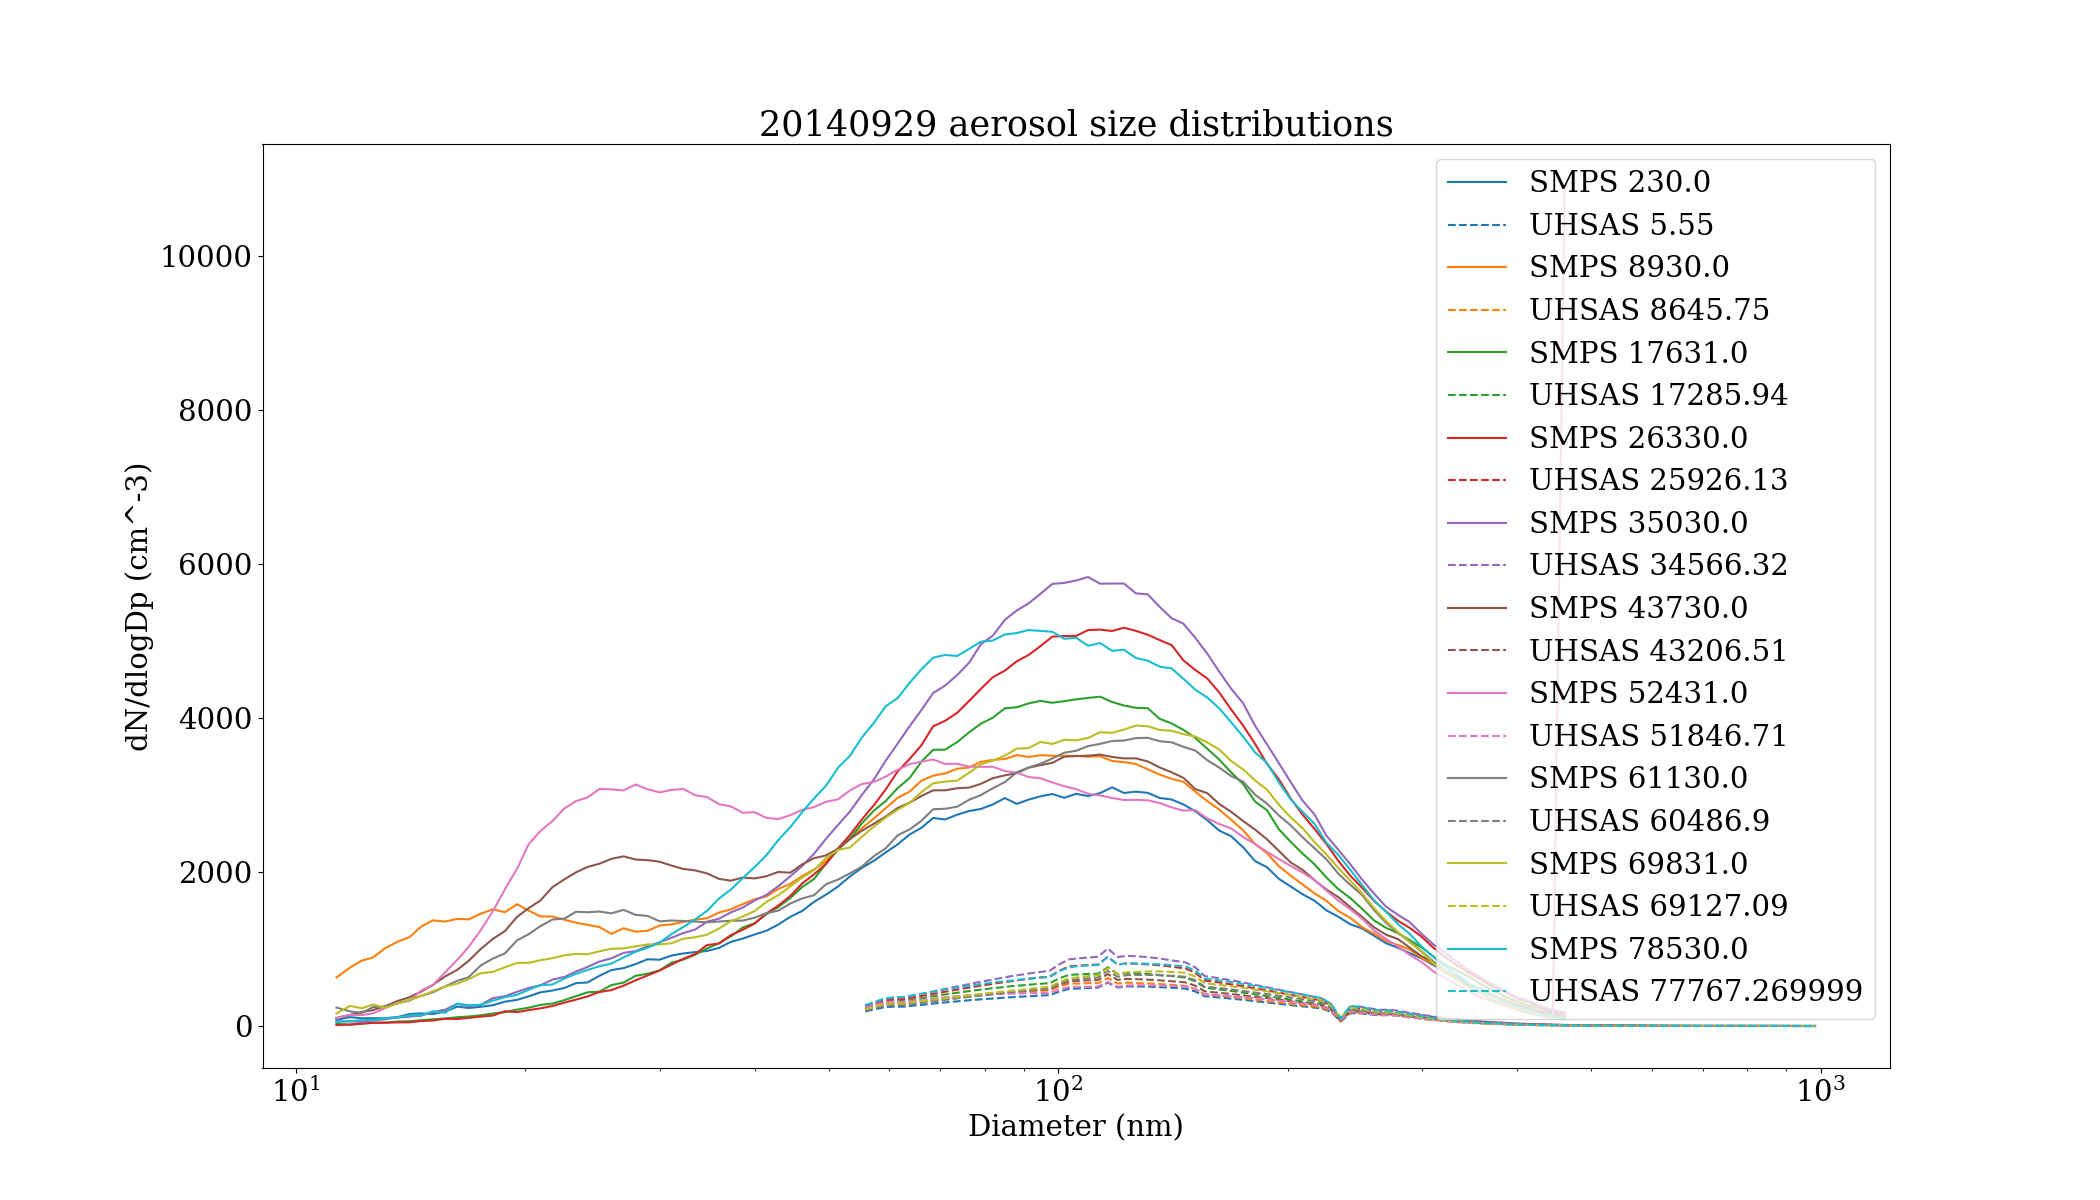 20140929 aerosol size distributions
SMPS 230.0
UHSAS 5.55
SMPS 8930.0
UHSAS 8645.75
SMPS 17631.0
UHSAS 17285.94
SMPS 26330.0
UHSAS 25926.13
SMPS 35030.0
UHSAS 34566.32
SMPS 43730.0
UHSAS 43206.51
SMPS 52431.0
UHSAS 51846.71
SMPS 61130.0
UHSAS 60486.9
SMPS 69831.0
UHSAS 69127.09
SMPS 78530.0
UHSAS 77767.269999
dN/dlogDp (cm^-3)
10000
8000
6000
4000
2000
0
10¹ 10² 10³
Diameter (nm)